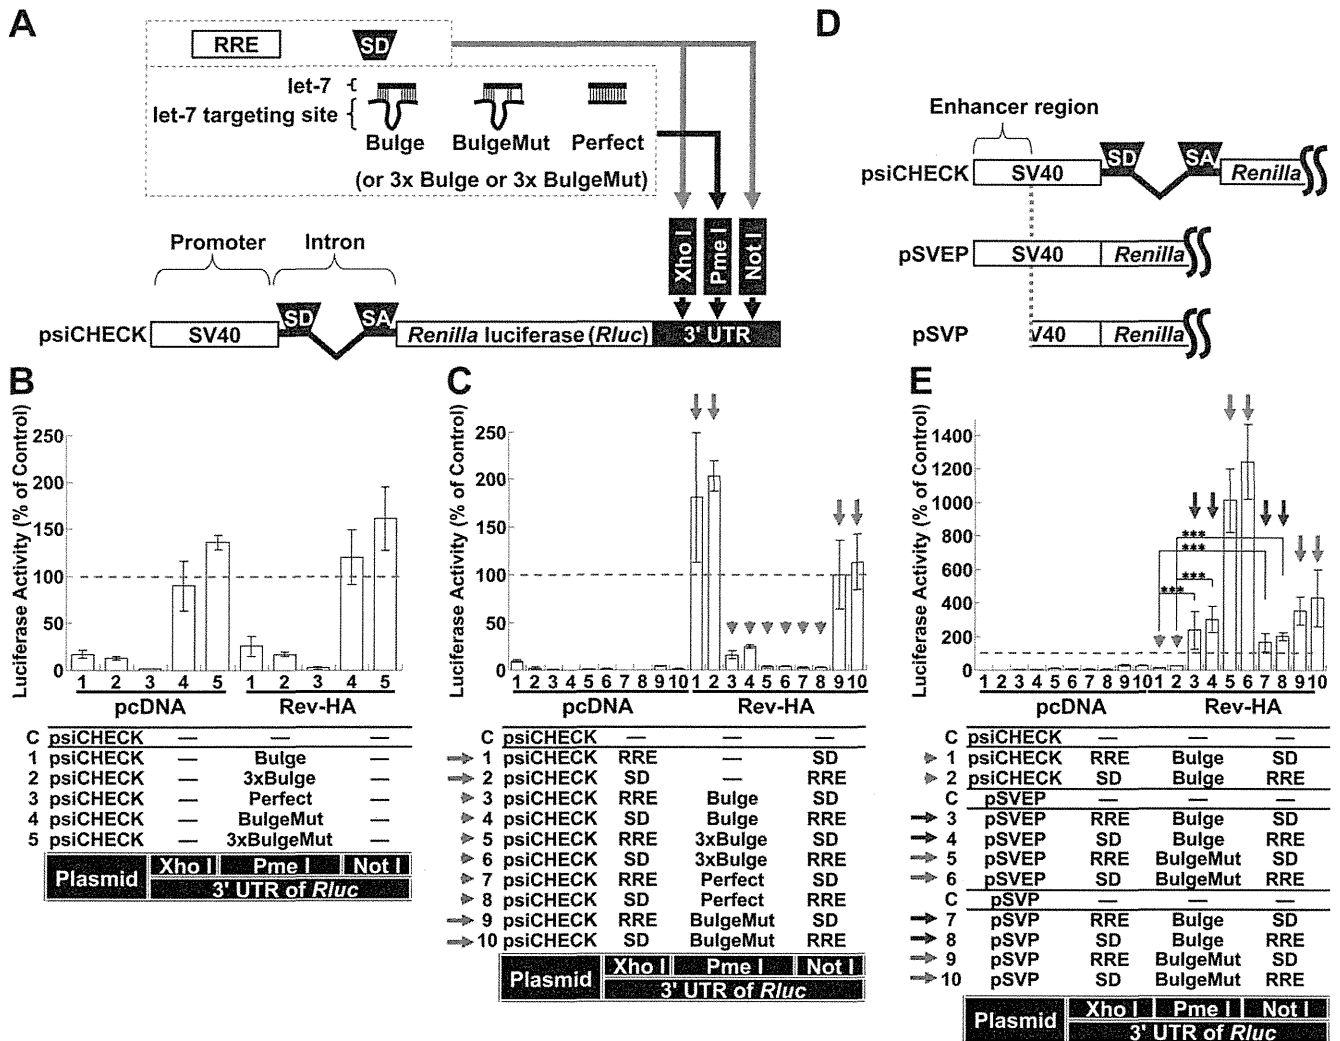 A
RRE
SD
let-7
let-7 targeting site
Bulge
BulgeMut
Perfect
(or 3x Bulge or 3x BulgeMut)
Promoter
Intron
Xho I
Pme I
Not I
psiCHECK
SV40
SD
SA
Renilla luciferase (Rluc)
3' UTR
D
Enhancer region
psiCHECK
SV40
SD
SA
Renilla
pSVEP
SV40
Renilla
pSVP
V40
Renilla
B
Luciferase Activity (% of Control)
250
200
150
100
50
0
1 2 3 4 5 1 2 3 4 5
pcDNA Rev-HA
C psiCHECK — — —
1 psiCHECK — Bulge —
2 psiCHECK — 3xBulge —
3 psiCHECK — Perfect —
4 psiCHECK — BulgeMut —
5 psiCHECK — 3xBulgeMut —
Plasmid
Xho I Pme I Not I
3' UTR of Rluc
C
Luciferase Activity (% of Control)
250
200
150
100
50
0
1 2 3 4 5 6 7 8 9 10 1 2 3 4 5 6 7 8 9 10
pcDNA Rev-HA
C psiCHECK — — —
1 psiCHECK RRE — SD
2 psiCHECK SD — RRE
3 psiCHECK RRE Bulge SD
4 psiCHECK SD Bulge RRE
5 psiCHECK RRE 3xBulge SD
6 psiCHECK SD 3xBulge RRE
7 psiCHECK RRE Perfect SD
8 psiCHECK SD Perfect RRE
9 psiCHECK RRE BulgeMut SD
10 psiCHECK SD BulgeMut RRE
Plasmid
Xho I Pme I Not I
3' UTR of Rluc
E
Luciferase Activity (% of Control)
1400
1200
1000
800
600
400
200
0
***
***
***
***
1 2 3 4 5 6 7 8 9 10 1 2 3 4 5 6 7 8 9 10
pcDNA Rev-HA
C psiCHECK — — —
1 psiCHECK RRE Bulge SD
2 psiCHECK SD Bulge RRE
C pSVEP — — —
3 pSVEP RRE Bulge SD
4 pSVEP SD Bulge RRE
5 pSVEP RRE BulgeMut SD
6 pSVEP SD BulgeMut RRE
C pSVP — — —
7 pSVP RRE Bulge SD
8 pSVP SD Bulge RRE
9 pSVP RRE BulgeMut SD
10 pSVP SD BulgeMut RRE
Plasmid
Xho I Pme I Not I
3' UTR of Rluc